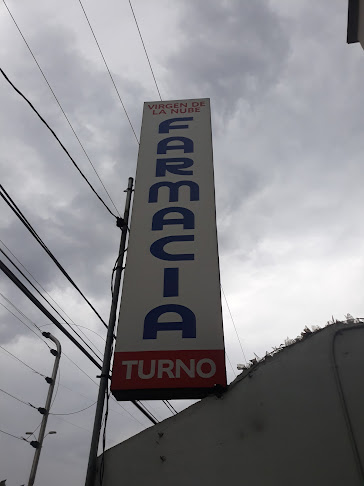 VIRGEN DE
LA NUBE
FARMACIA
TURNO